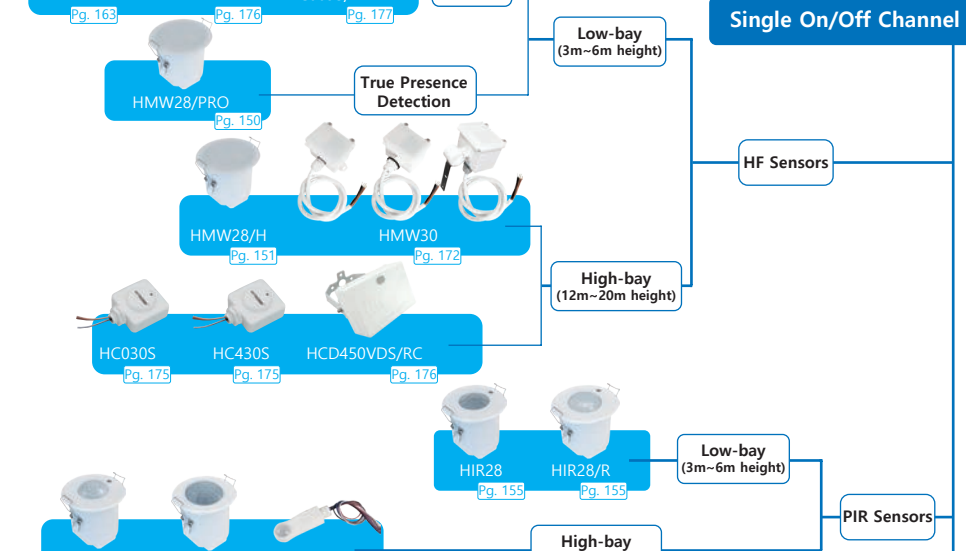 Pg. 163
Pg. 176
Pg. 177
Single On/Off Channel
Low-bay
(3m~6m height)
True Presence
Detection
HMW28/PRO
Pg. 150
HF Sensors
HMW28/H
HMW30
Pg. 151
Pg. 172
High-bay
(12m~20m height)
HC030S
HC430S
HCD450VDS/RC
Pg. 175
Pg. 175
Pg. 176
Low-bay
(3m~6m height)
HIR28
HIR28/R
Pg. 155
Pg. 155
PIR Sensors
High-bay